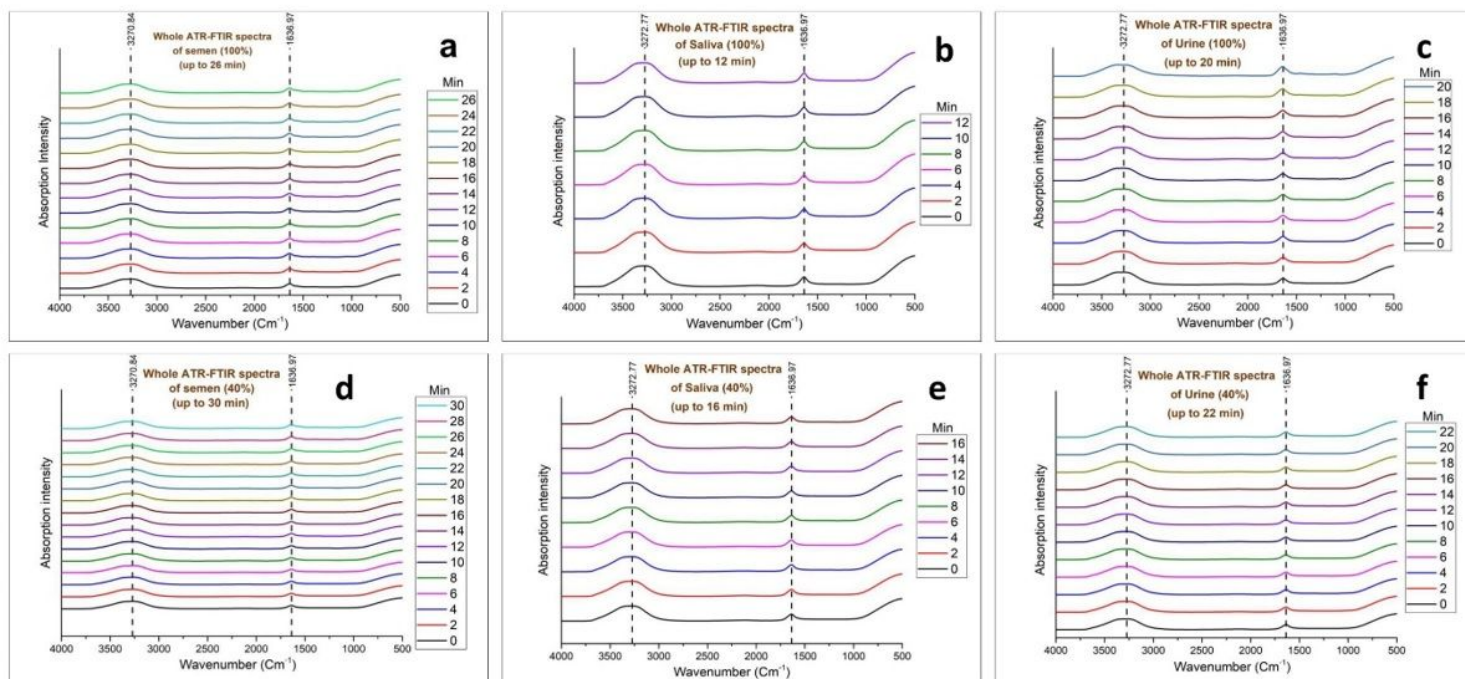 3270.84
1636.97
Whole ATR-FTIR spectra
of semen (100%)
(up to 26 min)
a
Min
26
24
22
20
18
16
14
12
10
8
6
4
2
0
Absorption Intensity
4000 3500 3000 2500 2000 1500 1000 500
Wavenumber (Cm⁻¹)
3272.77
1636.97
Whole ATR-FTIR spectra
of Saliva (100%)
(up to 12 min)
b
Min
12
10
8
6
4
2
0
Absorption intensity
4000 3500 3000 2500 2000 1500 1000 500
Wavenumber (Cm⁻¹)
3272.77
1636.97
Whole ATR-FTIR spectra
of Urine (100%)
(up to 20 min)
c
Min
20
18
16
14
12
10
8
6
4
2
0
Absorption intensity
4000 3500 3000 2500 2000 1500 1000 500
Wavenumber (Cm⁻¹)
3270.84
1636.97
Whole ATR-FTIR spectra
of semen (40%)
(up to 30 min)
d
Min
30
28
26
24
22
20
18
16
14
12
10
8
6
4
2
0
Absorption intensity
4000 3500 3000 2500 2000 1500 1000 500
Wavenumber (Cm⁻¹)
3272.77
1636.97
Whole ATR-FTIR spectra
of Saliva (40%)
(up to 16 min)
e
Min
16
14
12
10
8
6
4
2
0
Absorption intensity
4000 3500 3000 2500 2000 1500 1000 500
Wavenumber (Cm⁻¹)
3272.77
1636.97
Whole ATR-FTIR spectra
of Urine (40%)
(up to 22 min)
f
Min
22
20
18
16
14
12
10
8
6
4
2
0
Absorption intensity
4000 3500 3000 2500 2000 1500 1000 500
Wavenumber (Cm⁻¹)